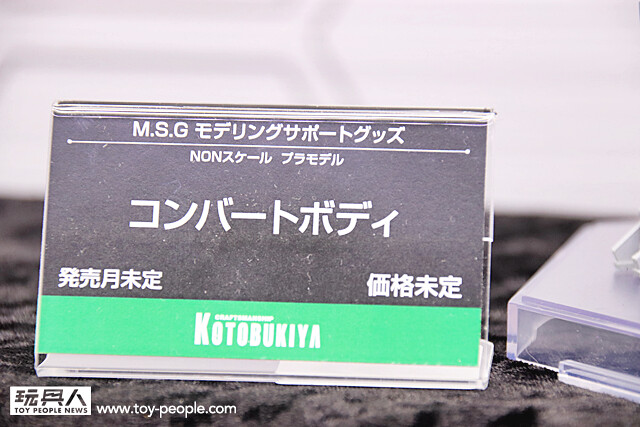 M.S.G モデリングサポートグッズ
NONスケール プラモデル
コンバートボディ
発売月未定 価格未定
CRAFTSMANSHIP
KOTOBUKIYA
玩具人
TOY PEOPLE NEWS
www.toy-people.com